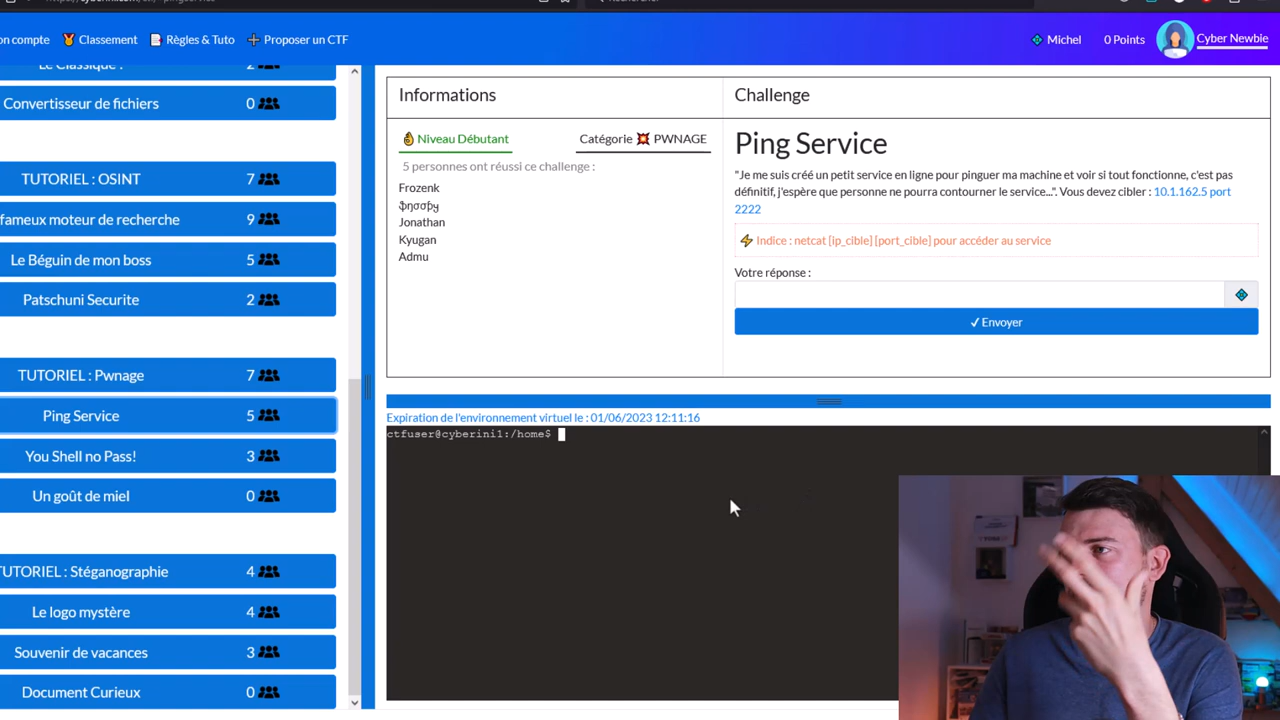 on compte
Classement
Règles & Tuto
Proposer un CTF
Michel
0 Points
Cyber Newbie
Convertisseur de fichiers
0
TUTORIEL : OSINT
7
fameux moteur de recherche
9
Le Béguin de mon boss
5
Patschuni Securite
2
TUTORIEL : Pwnage
7
Ping Service
5
You Shell no Pass!
3
Un goût de miel
0
TUTORIEL : Stéganographie
4
Le logo mystère
4
Souvenir de vacances
3
Document Curieux
0
Informations
Niveau Débutant
Catégorie 💥 PWNAGE
5 personnes ont réussi ce challenge :
Frozenk
Jonathan
Kyugan
Admu
Challenge
Ping Service
"Je me suis créé un petit service en ligne pour pinguer ma machine et voir si tout fonctionne, c'est pas
définitif, j'espère que personne ne pourra contourner le service...". Vous devez cibler : 10.1.162.5 port
2222
Indice : netcat [ip_cible] [port_cible] pour accéder au service
Votre réponse :
✓ Envoyer
Expiration de l'environnement virtuel le : 01/06/2023 12:11:16
ctfuser@cyberini1:/home$